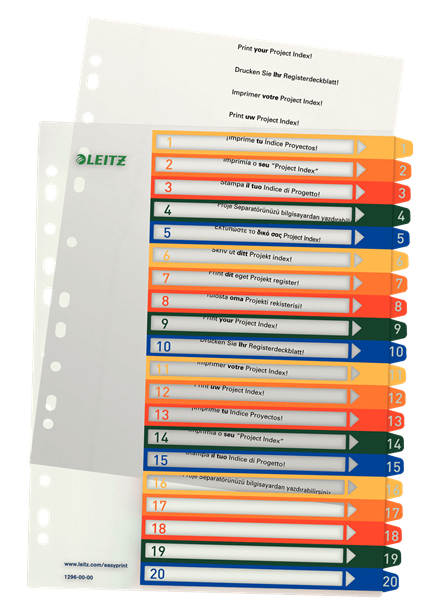 Print your Project Index!
Drucken Sie Ihr Registerdeckblatt!
Imprimer votre Project Index!
Print uw Project Index!
LEITZ
1 ¡Imprime tu Índice Proyectos! 1
2 Imprimia o seu "Project Index" 2
3 Stampa il tuo Indice di Progetto! 3
4 Proje Separatörünüzü bilgisayardan yazdırabili 4
5 Εκτυπώστε το δικό σας Project Index! 5
6 Skriv ut ditt Projekt index! 6
7 Print dit eget Projekt register! 7
8 Tulosta oma Projekti rekisterisi! 8
9 Print your Project Index! 9
10 Drucken Sie Ihr Registerdeckblatt! 10
11 Imprimer votre Project Index! 11
12 Print uw Project Index! 12
13 ¡Imprime tu Indice Proyectos! 13
14 Imprimia o seu "Project Index" 14
15 Stampa il tuo Indice di Progetto! 15
16 Proje Separatörünüzü bilgisayardan yazdırabilirsiniz 16
17 17
18 18
19 19
20 20
www.leitz.com/easyprint
1296-00-00